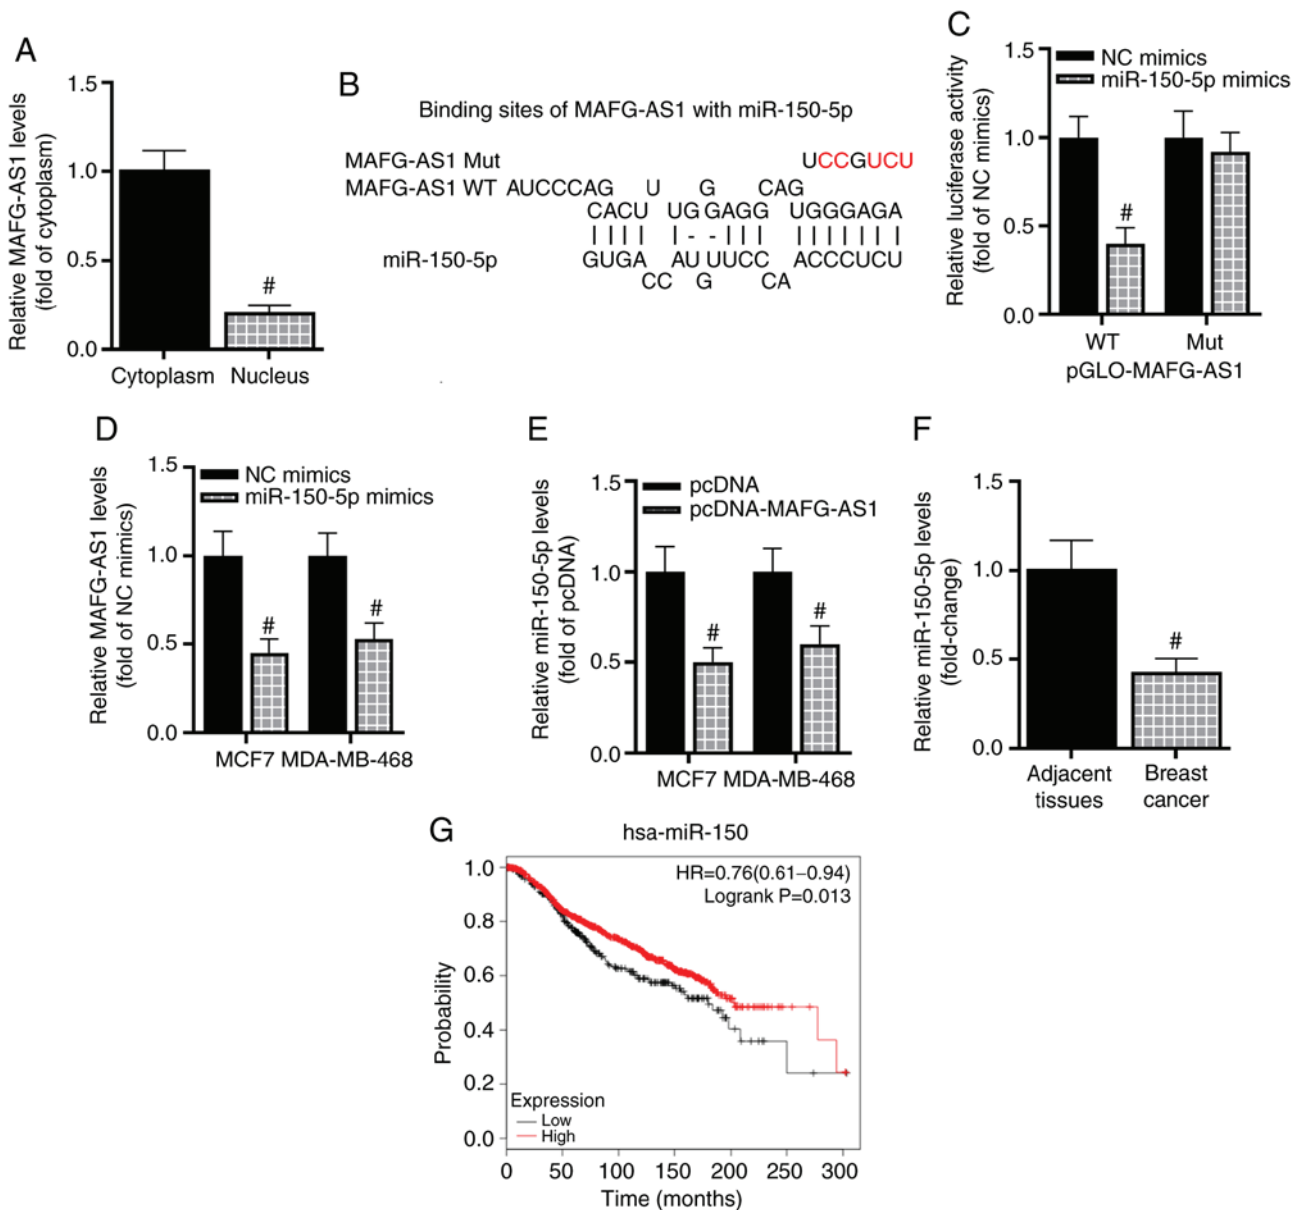 A
Relative MAFG-AS1 levels
(fold of cytoplasm)
1.5
1.0
0.5
0.0
#
Cytoplasm Nucleus
B
Binding sites of MAFG-AS1 with miR-150-5p
MAFG-AS1 Mut UCCGUCU
MAFG-AS1 WT AUCCCAG U G CAG
CACU UGGAGG UGGGAGA
miR-150-5p GUGA AUUUCC ACCCUCU
CC G CA
C
Relative luciferase activity
(fold of NC mimics)
1.5
1.0
0.5
0.0
NC mimics
miR-150-5p mimics
#
WT Mut
pGLO-MAFG-AS1
D
Relative MAFG-AS1 levels
(fold of NC mimics)
1.5
1.0
0.5
0.0
NC mimics
miR-150-5p mimics
# #
MCF7 MDA-MB-468
E
Relative miR-150-5p levels
(fold of pcDNA)
1.5
1.0
0.5
0.0
pcDNA
pcDNA-MAFG-AS1
# #
MCF7 MDA-MB-468
F
Relative miR-150-5p levels
(fold-change)
1.5
1.0
0.5
0.0
#
Adjacent Breast
tissues cancer
G
hsa-miR-150
HR=0.76(0.61–0.94)
Logrank P=0.013
Probability
1.0
0.8
0.6
0.4
0.2
0.0
Expression
Low
High
0 50 100 150 200 250 300
Time (months)